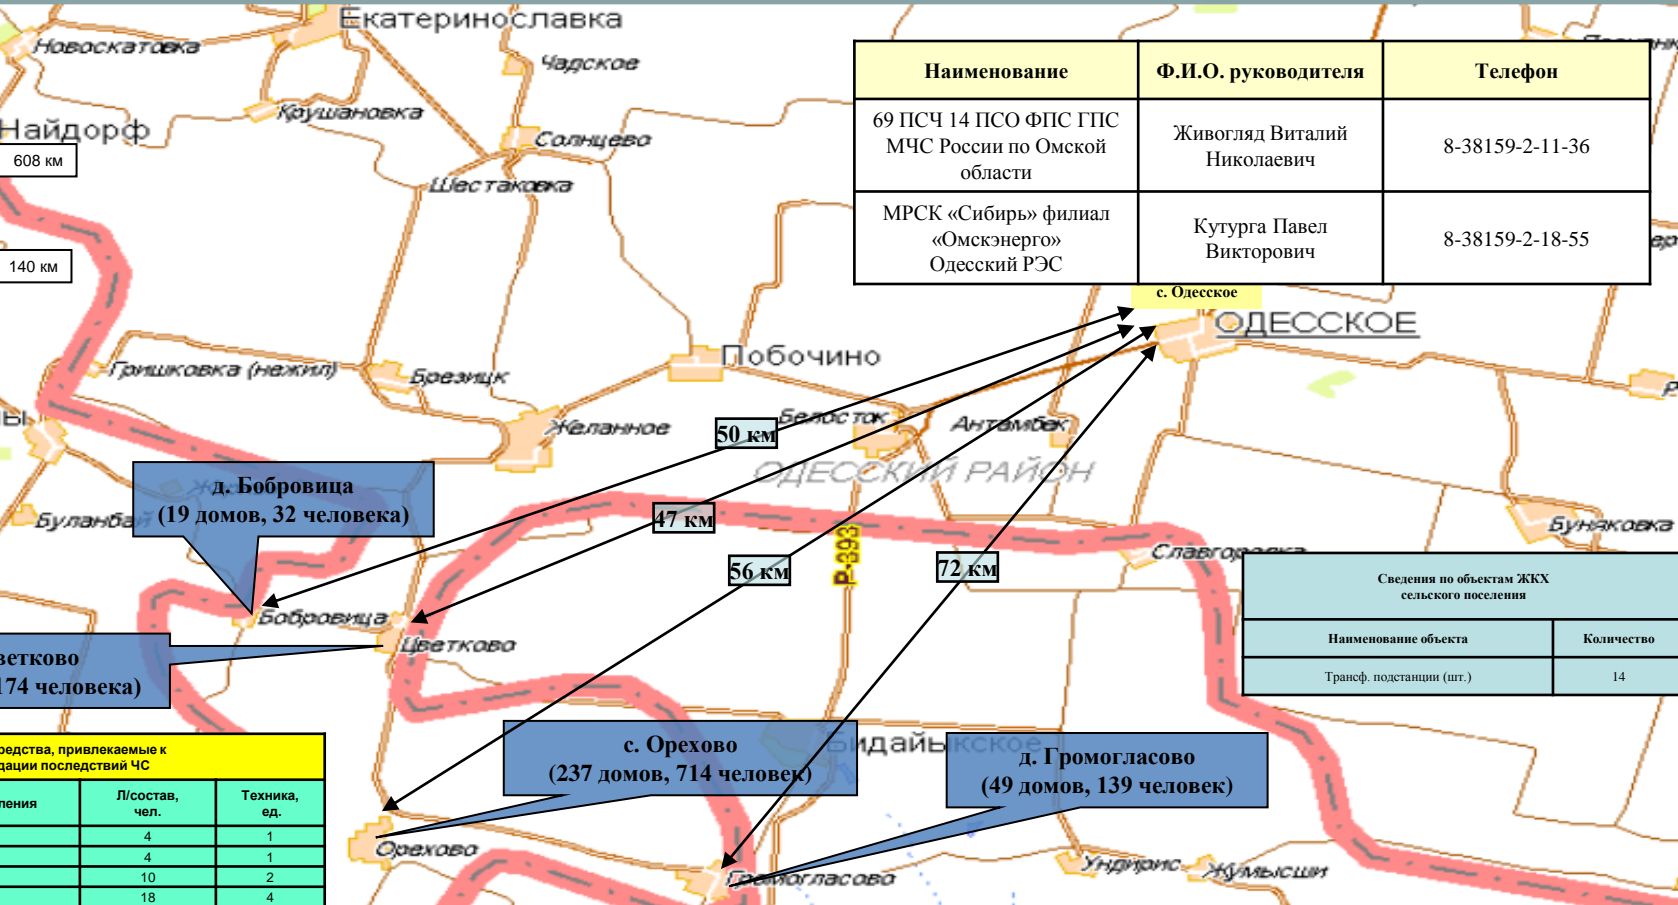 Екатеринославка
Новоскатовка
Чадское
Крушановка
Найдорф
Солнцево
608 км
Шестаковка
140 км
Наименование
Ф.И.О. руководителя
Телефон
69 ПСЧ 14 ПСО ФПС ГПС
МЧС России по Омской
области
Живогляд Виталий
Николаевич
8-38159-2-11-36
МРСК «Сибирь» филиал
«Омскэнерго»
Одесский РЭС
Кутурга Павел
Викторович
8-38159-2-18-55
с. Одесское
ОДЕССКОЕ
Гришковка (нежил)
Брезицк
Побочино
Желанное
50 км
Белосток
Антамбек
ОДЕССКИЙ РАЙОН
д. Бобровица
(19 домов, 32 человека)
Буланбай
47 км
56 км
Р-393
72 км
Буняковка
Славгородка
Сведения по объектам ЖКХ
сельского поселения
Наименование объекта
Количество
Трансф. подстанции (шт.)
14
Бобровица
Цветково
ветково
174 человека)
с. Орехово
(237 домов, 714 человек)
Бидайыкское
д. Громогласово
(49 домов, 139 человек)
редства, привлекаемые к
дации последствий ЧС
ления
Л/состав,
чел.
Техника,
ед.
4
1
4
1
10
2
18
4
Орехово
Громогласово
Ундирис
Жумысши